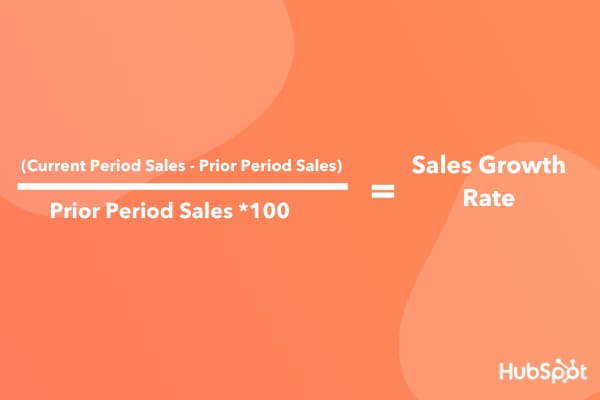 (Current Period Sales - Prior Period Sales)
Prior Period Sales *100
=
Sales Growth
Rate
HubSpot